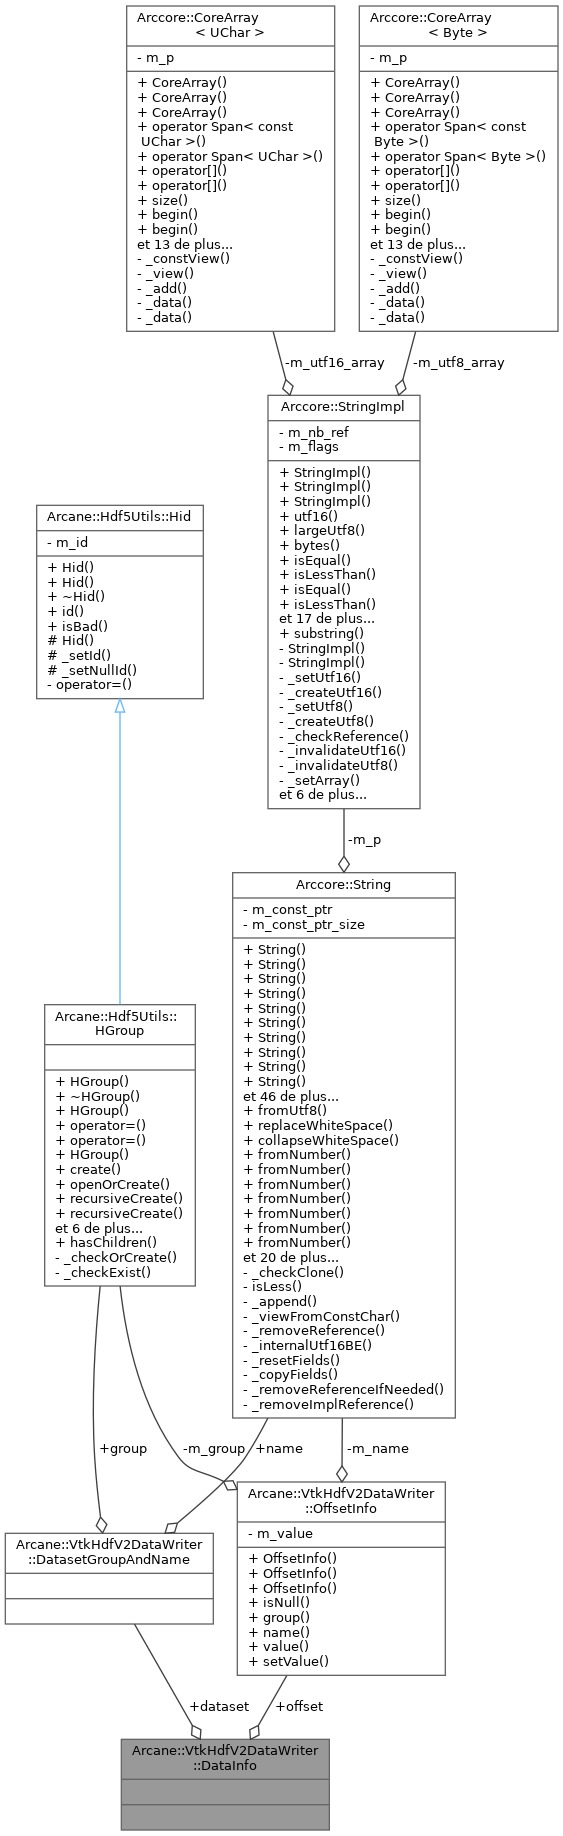 Arccore::CoreArray
< UChar >
- m_p
+ CoreArray()
+ CoreArray()
+ CoreArray()
+ operator Span< const
UChar >()
+ operator Span< UChar >()
+ operator[]()
+ operator[]()
+ size()
+ begin()
+ begin()
et 13 de plus...
- _constView()
- _view()
- _add()
- _data()
- _data()
Arccore::CoreArray
< Byte >
- m_p
+ CoreArray()
+ CoreArray()
+ CoreArray()
+ operator Span< const
Byte >()
+ operator Span< Byte >()
+ operator[]()
+ operator[]()
+ size()
+ begin()
+ begin()
et 13 de plus...
- _constView()
- _view()
- _add()
- _data()
- _data()
-m_utf16_array
-m_utf8_array
Arccore::StringImpl
- m_nb_ref
- m_flags
+ StringImpl()
+ StringImpl()
+ StringImpl()
+ utf16()
+ largeUtf8()
+ bytes()
+ isEqual()
+ isLessThan()
+ isEqual()
+ isLessThan()
et 17 de plus...
+ substring()
- StringImpl()
- StringImpl()
- _setUtf16()
- _createUtf16()
- _setUtf8()
- _createUtf8()
- _checkReference()
- _invalidateUtf16()
- _invalidateUtf8()
- _setArray()
et 6 de plus...
Arcane::Hdf5Utils::Hid
- m_id
+ Hid()
+ Hid()
+ ~Hid()
+ id()
+ isBad()
# Hid()
# _setId()
# _setNullId()
- operator=()
-m_p
Arccore::String
- m_const_ptr
- m_const_ptr_size
+ String()
+ String()
+ String()
+ String()
+ String()
+ String()
+ String()
+ String()
+ String()
+ String()
et 46 de plus...
+ fromUtf8()
+ replaceWhiteSpace()
+ collapseWhiteSpace()
+ fromNumber()
+ fromNumber()
+ fromNumber()
+ fromNumber()
+ fromNumber()
+ fromNumber()
+ fromNumber()
et 20 de plus...
- _checkClone()
- isLess()
- _append()
- _viewFromConstChar()
- _removeReference()
- _internalUtf16BE()
- _resetFields()
- _copyFields()
- _removeReferenceIfNeeded()
- _removeImplReference()
Arcane::Hdf5Utils::
HGroup
+ HGroup()
+ ~HGroup()
+ HGroup()
+ operator=()
+ operator=()
+ HGroup()
+ create()
+ openOrCreate()
+ recursiveCreate()
+ recursiveCreate()
et 6 de plus...
+ hasChildren()
- _checkOrCreate()
- _checkExist()
+group
-m_group
+name
-m_name
Arcane::VtkHdfV2DataWriter
::OffsetInfo
- m_value
+ OffsetInfo()
+ OffsetInfo()
+ OffsetInfo()
+ isNull()
+ group()
+ name()
+ value()
+ setValue()
Arcane::VtkHdfV2DataWriter
::DatasetGroupAndName
+dataset
+offset
Arcane::VtkHdfV2DataWriter
::DataInfo